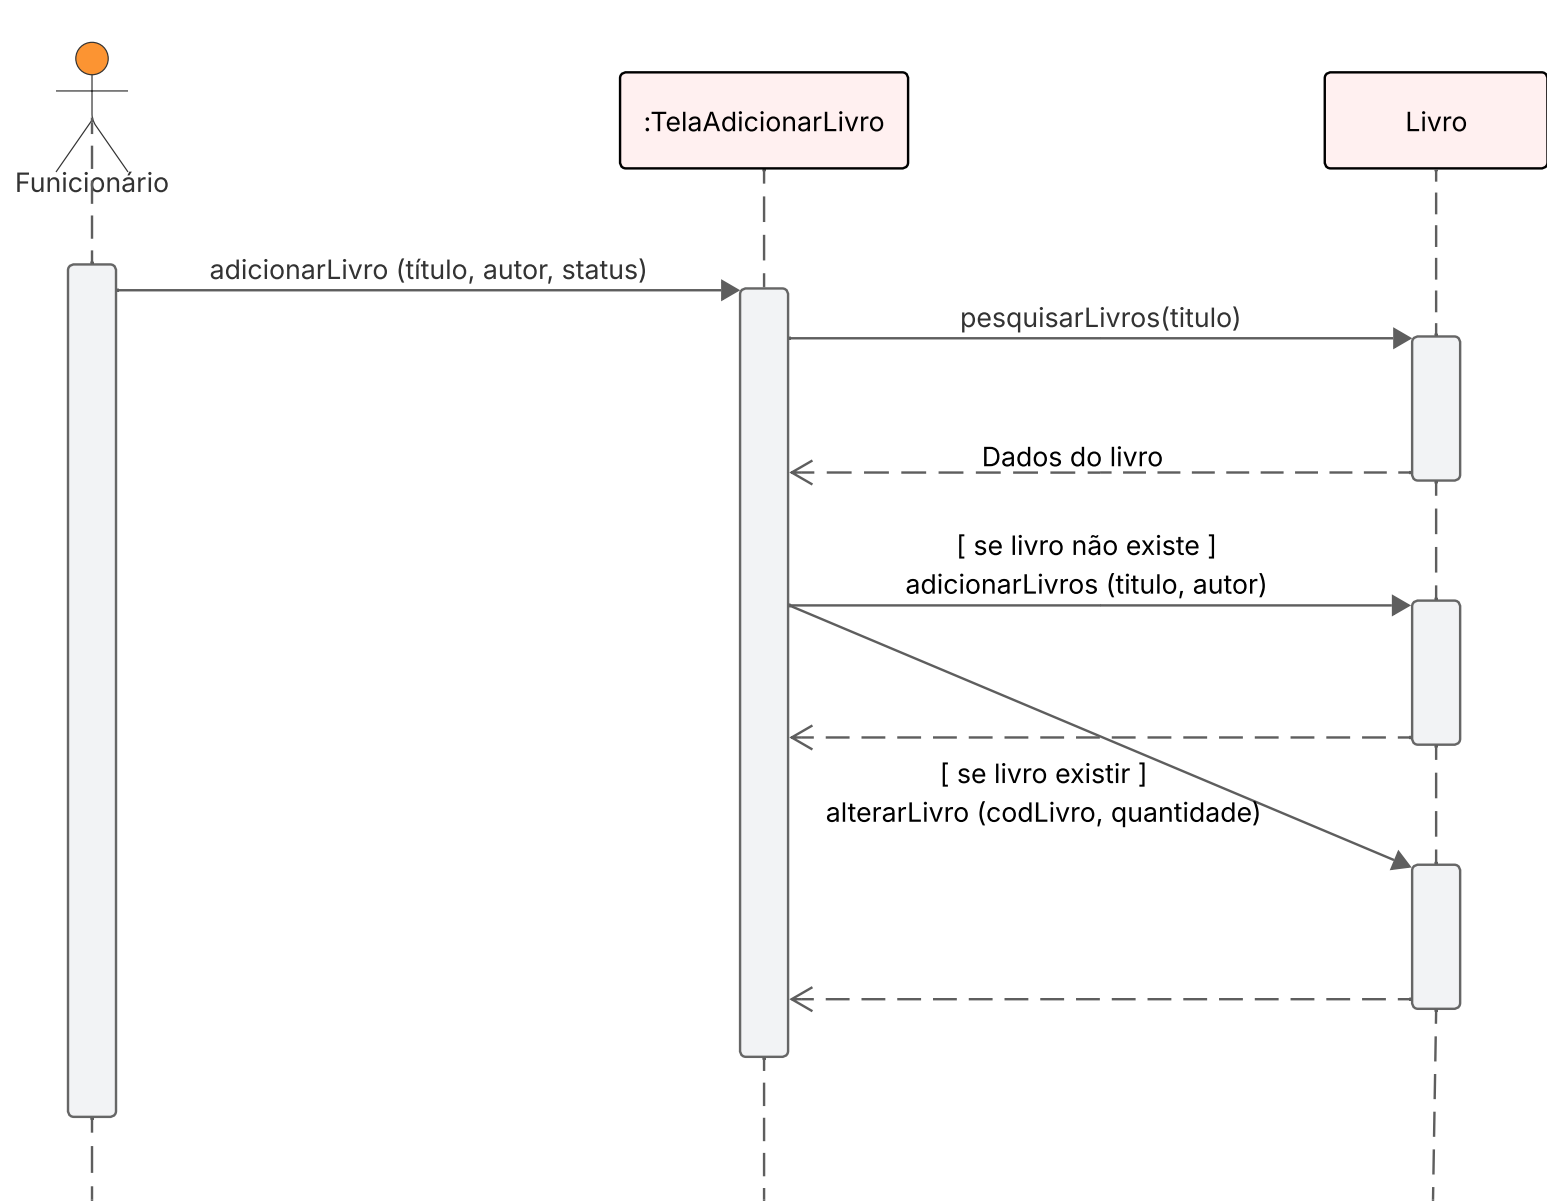 :TelaAdicionarLivro
Livro
Funicionário
adicionarLivro (título, autor, status)
pesquisarLivros(titulo)
Dados do livro
[ se livro não existe ]
adicionarLivros (titulo, autor)
[ se livro existir ]
alterarLivro (codLivro, quantidade)